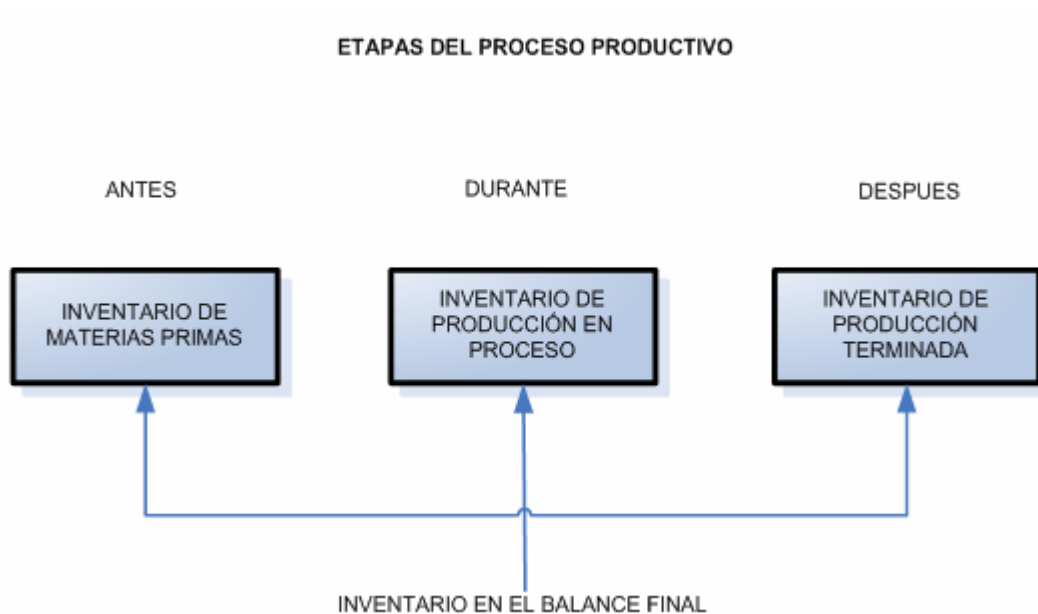 ETAPAS DEL PROCESO PRODUCTIVO
ANTES
DURANTE
DESPUES
INVENTARIO DE
MATERIAS PRIMAS
INVENTARIO DE
PRODUCCIÓN EN
PROCESO
INVENTARIO DE
PRODUCCIÓN
TERMINADA
INVENTARIO EN EL BALANCE FINAL